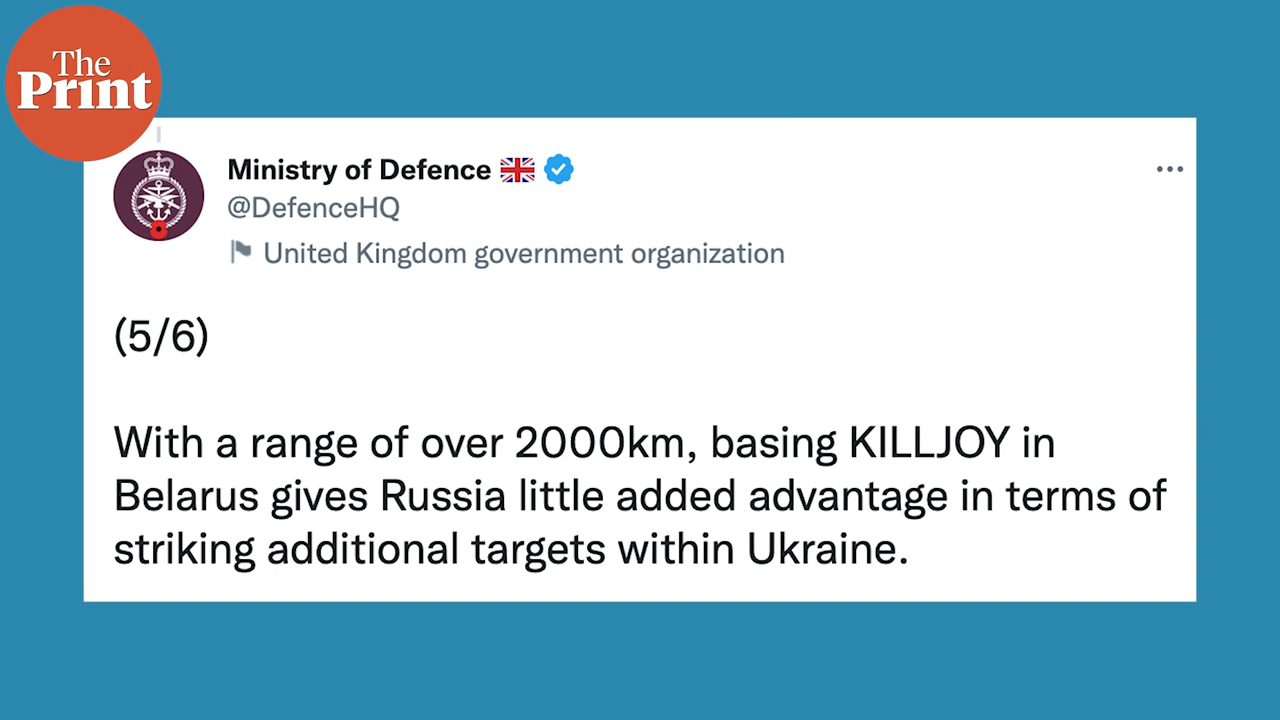 The
Print
Ministry of Defence 🇬🇧
@DefenceHQ
United Kingdom government organization
(5/6)
With a range of over 2000km, basing KILLJOY in
Belarus gives Russia little added advantage in terms of
striking additional targets within Ukraine.